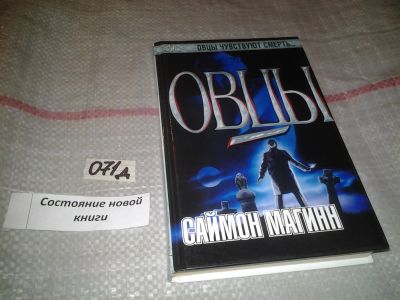 ОВЦЫ ЧУВСТВУЮТ СМЕРТЬ...
ОВЦЫ
САЙМОН МАГИНН
071д
Состояние новой
книги